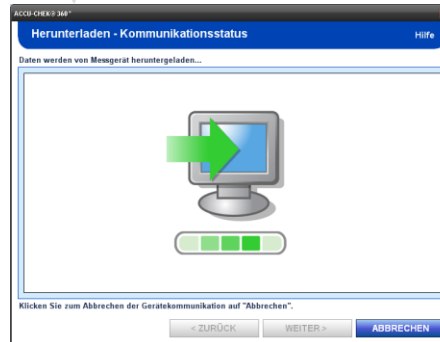 ACCU-CHEK® 360°
Herunterladen - Kommunikationsstatus
Hilfe
Daten werden von Messgerät heruntergeladen...
Klicken Sie zum Abbrechen der Gerätekommunikation auf "Abbrechen".
< ZURÜCK
WEITER >
ABBRECHEN